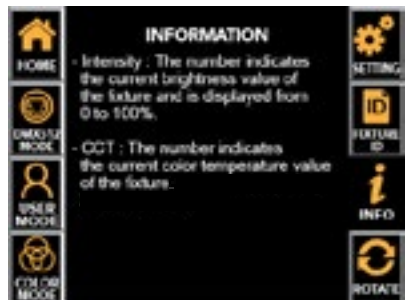 INFORMATION
- Intensity : The number indicates
the current brightness value of
the fixture and is displayed from
0 to 100%.
- CCT : The number indicates
the current color temperature value
of the fixture.
HOME
DMX512
MODE
USER
MODE
COLOR
MODE
SETTING
ID
FIXTURE
ID
i
INFO
ROTATE